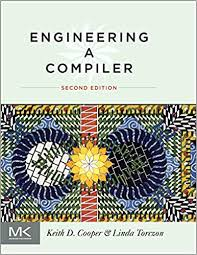 ENGINEERING
A
COMPILER
SECOND EDITION
MK
Keith D. Cooper & Linda Torczon